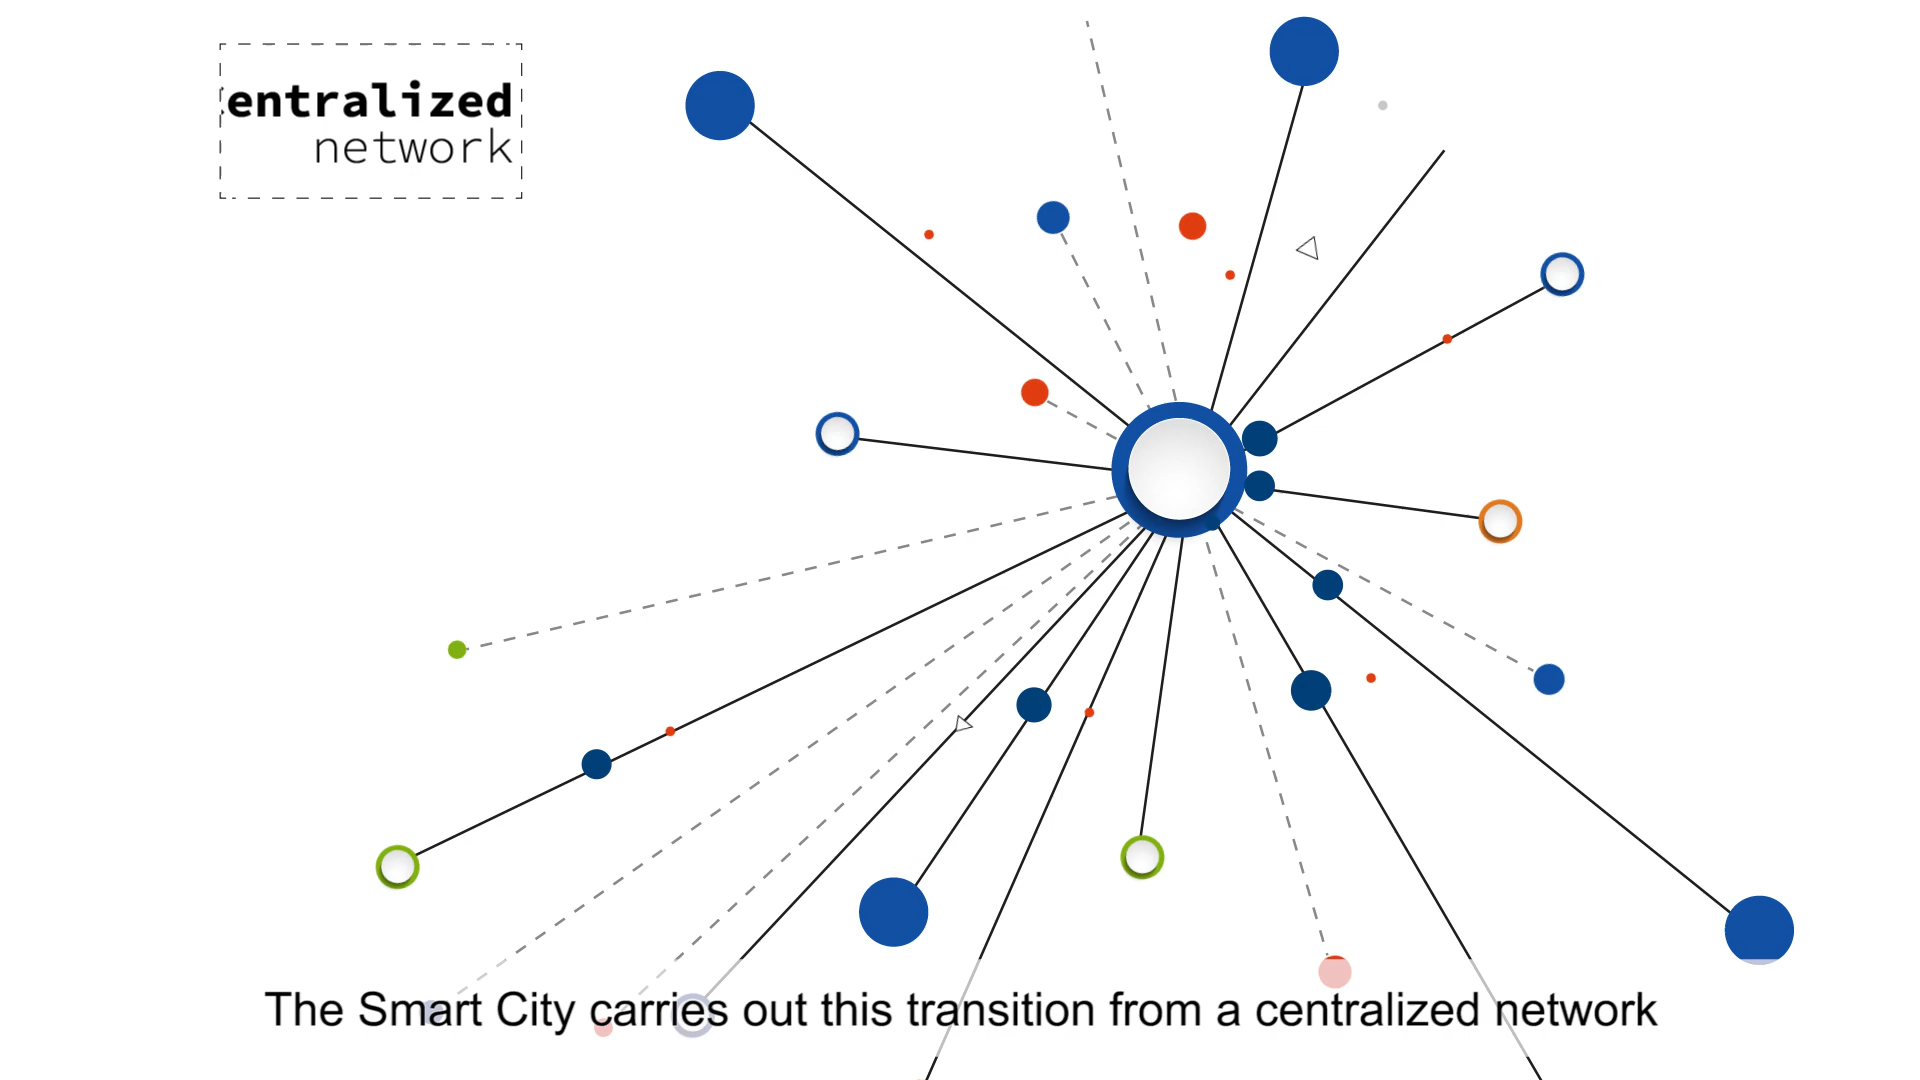 entralized
network
The Smart City carries out this transition from a centralized network